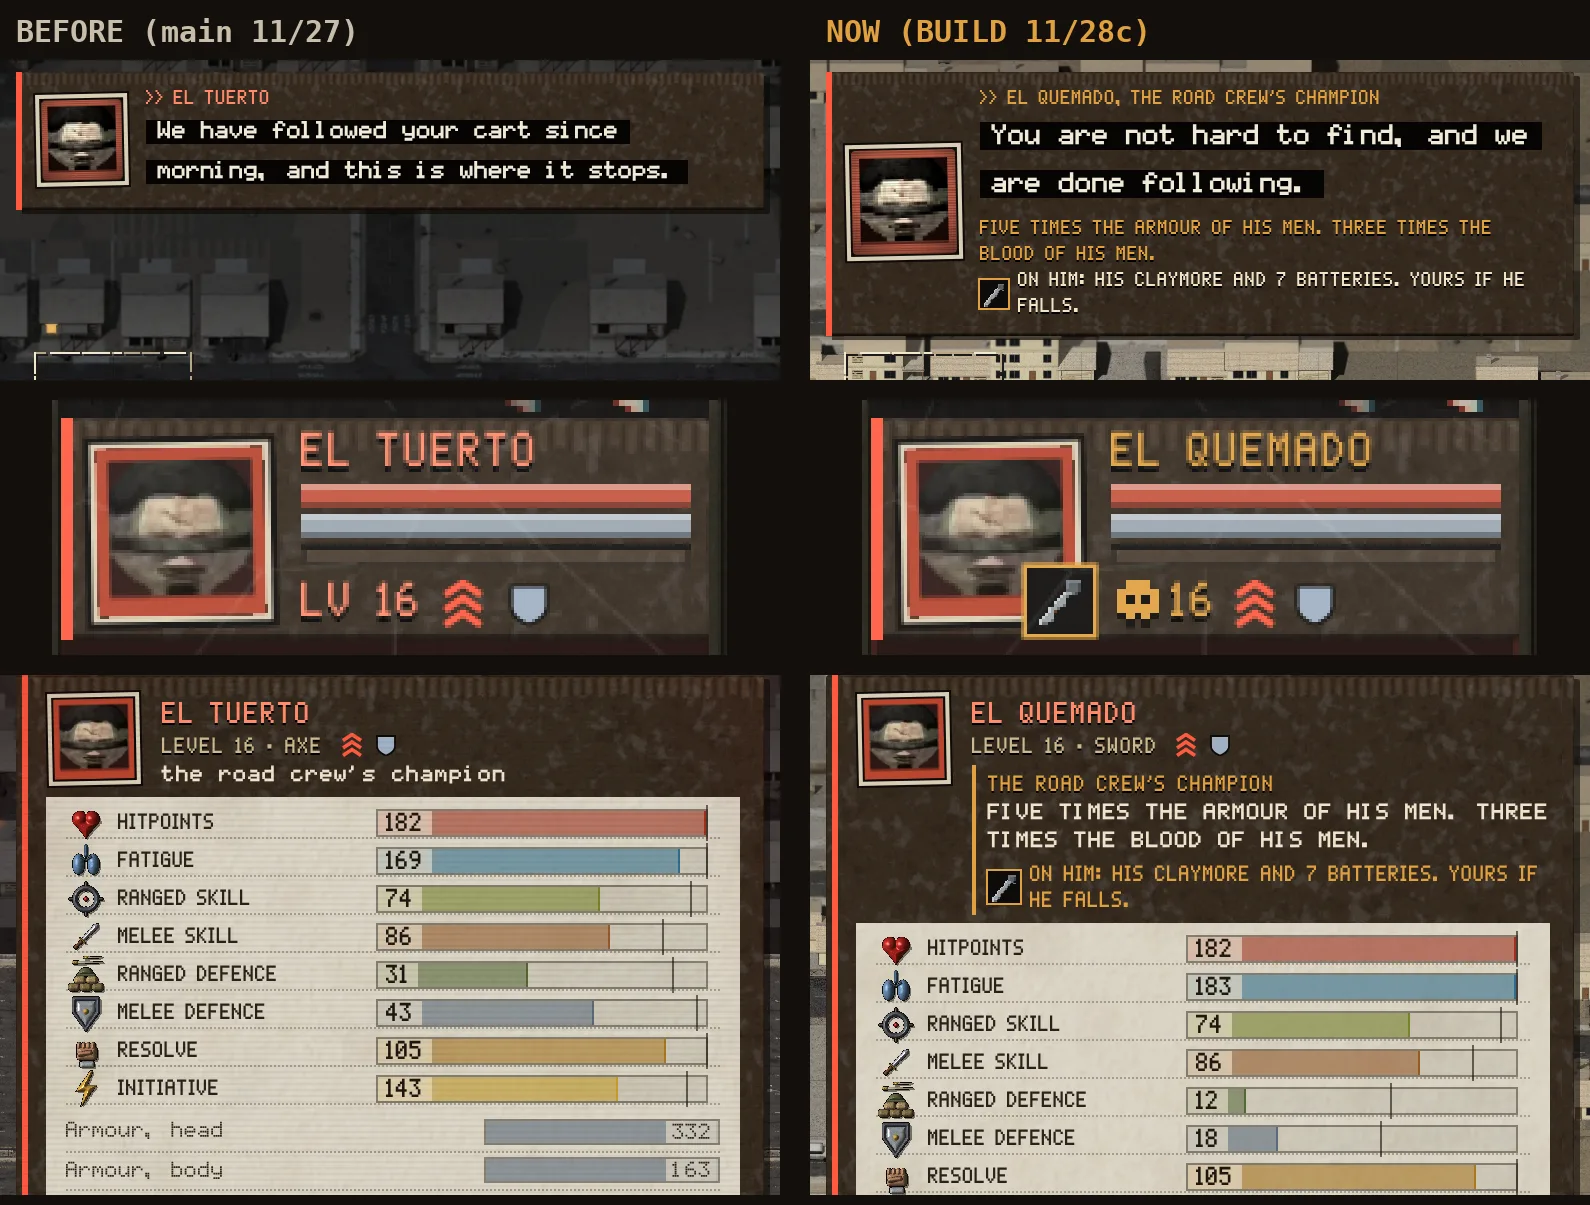 BEFORE (main 11/27)
>> EL TUERTO
We have followed your cart since
morning, and this is where it stops.
EL TUERTO
LV 16
EL TUERTO
LEVEL 16 · AXE
the road crew's champion
HITPOINTS 182
FATIGUE 169
RANGED SKILL 74
MELEE SKILL 86
RANGED DEFENCE 31
MELEE DEFENCE 43
RESOLVE 105
INITIATIVE 143
Armour, head 332
Armour, body 163
NOW (BUILD 11/28c)
>> EL QUEMADO, THE ROAD CREW'S CHAMPION
You are not hard to find, and we
are done following.
FIVE TIMES THE ARMOUR OF HIS MEN. THREE TIMES THE
BLOOD OF HIS MEN.
ON HIM: HIS CLAYMORE AND 7 BATTERIES. YOURS IF HE
FALLS.
EL QUEMADO
16
EL QUEMADO
LEVEL 16 · SWORD
THE ROAD CREW'S CHAMPION
FIVE TIMES THE ARMOUR OF HIS MEN. THREE
TIMES THE BLOOD OF HIS MEN.
ON HIM: HIS CLAYMORE AND 7 BATTERIES. YOURS IF
HE FALLS.
HITPOINTS 182
FATIGUE 183
RANGED SKILL 74
MELEE SKILL 86
RANGED DEFENCE 12
MELEE DEFENCE 18
RESOLVE 105